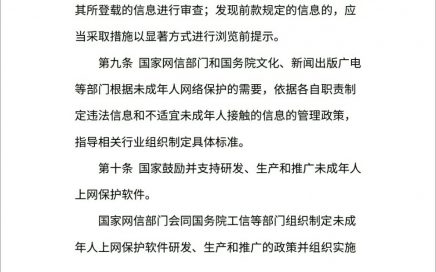 其所登载的信息进行审查；发现前款规定的信息的，应
当采取措施以显著方式进行浏览前提示。
第九条 国家网信部门和国务院文化、新闻出版广电
等部门根据未成年人网络保护的需要，依据各自职责制
定违法信息和不适宜未成年人接触的信息的管理政策，
指导相关行业组织制定具体标准。
第十条 国家鼓励并支持研发、生产和推广未成年人
上网保护软件。
国家网信部门会同国务院工信等部门组织制定未成
年人上网保护软件研发、生产和推广的政策并组织实施